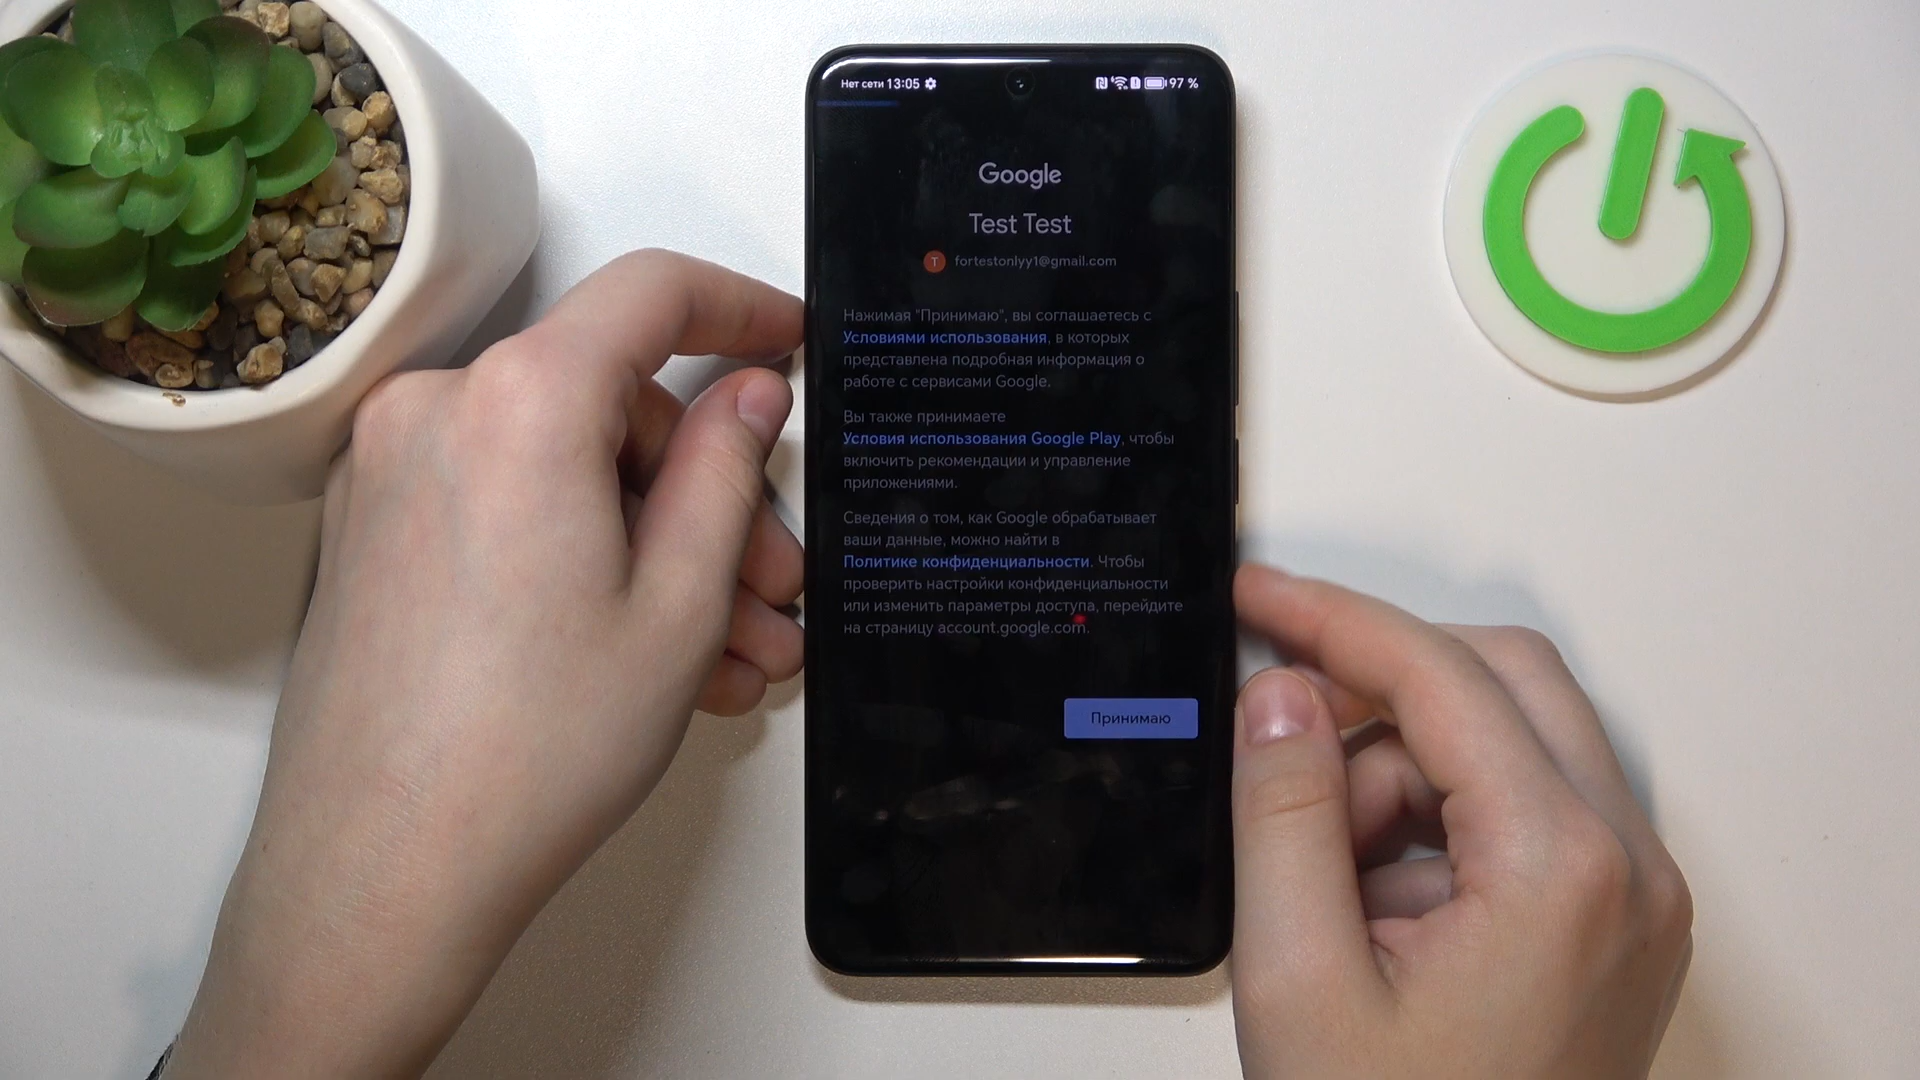 Нет сети 13:05 97 %
Google
Test Test
T fortestonlyy1@gmail.com
Нажимая "Принимаю", вы соглашаетесь с
Условиями использования, в которых
представлена подробная информация о
работе с сервисами Google.
Вы также принимаете
Условия использования Google Play, чтобы
включить рекомендации и управление
приложениями.
Сведения о том, как Google обрабатывает
ваши данные, можно найти в
Политике конфиденциальности. Чтобы
проверить настройки конфиденциальности
или изменить параметры доступа, перейдите
на страницу account.google.com.
Принимаю